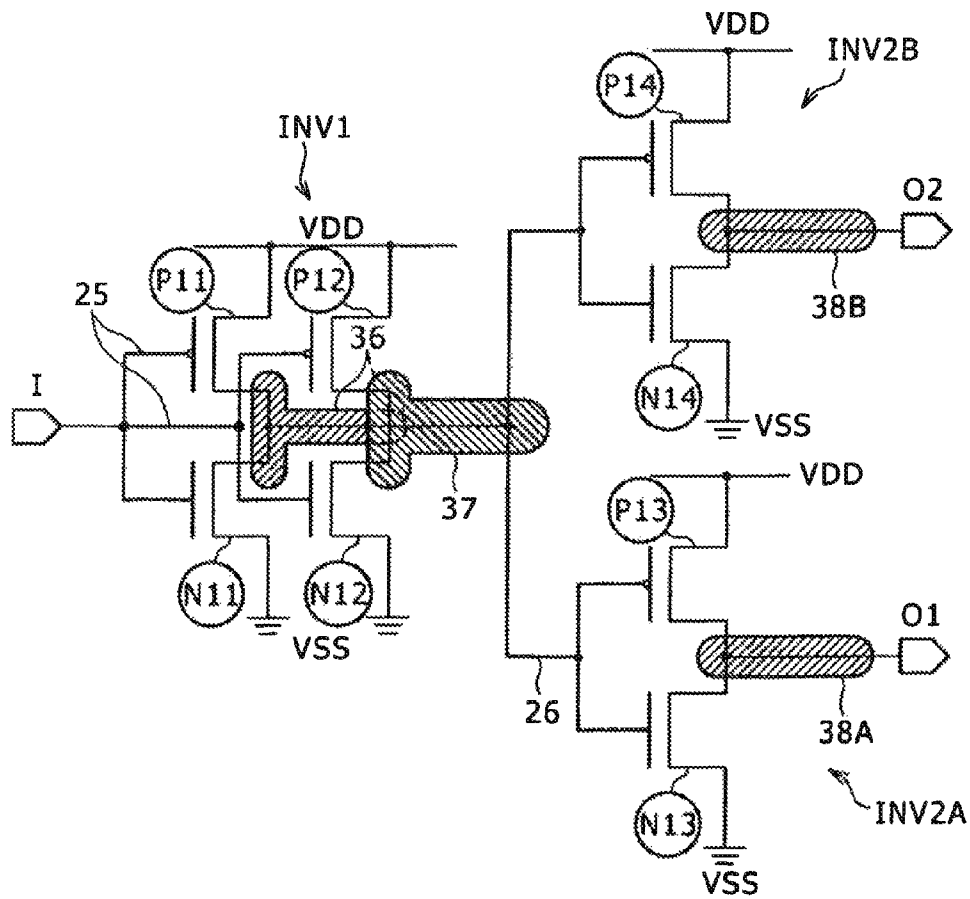 VDD
INV2B
P14
INV1
O2
VDD
P11
P12
25
36
38B
I
N14
VSS
37
VDD
P13
N11
N12
VSS
O1
26
38A
N13
INV2A
VSS